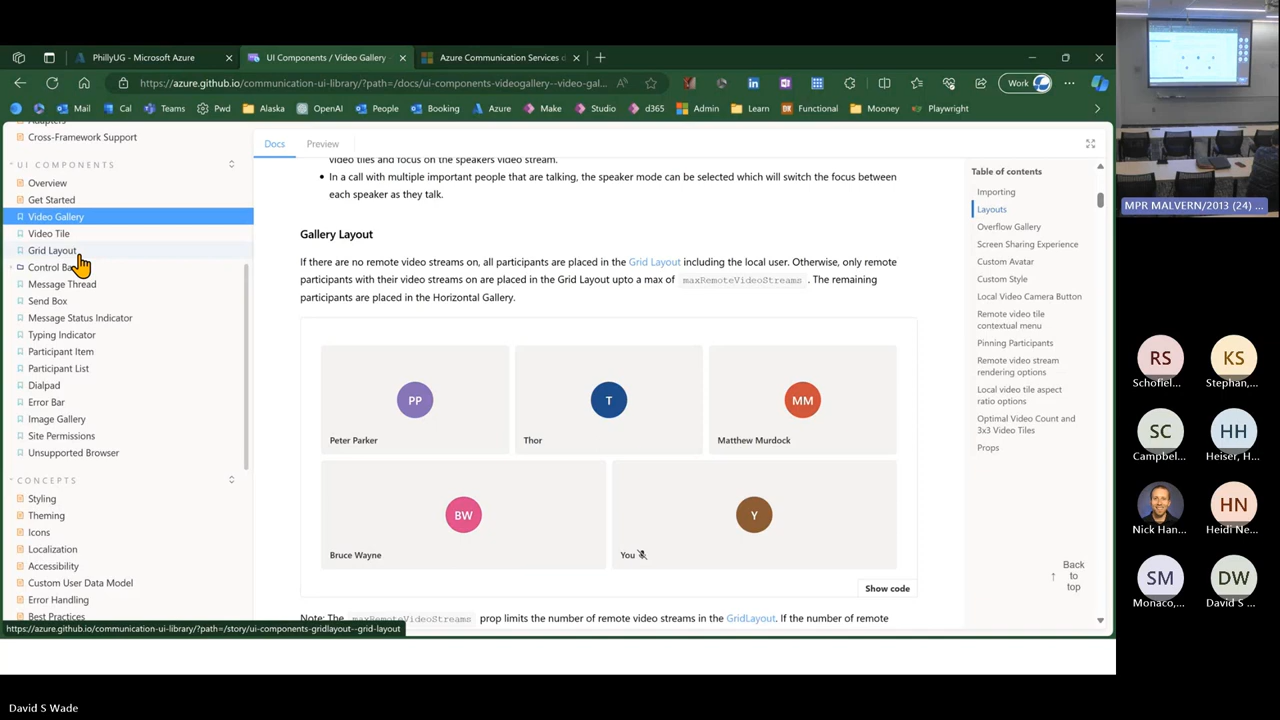 PhillyUG - Microsoft Azure
UI Components / Video Gallery
Azure Communication Services d
https://azure.github.io/communication-ui-library/?path=/docs/ui-components-videogallery--video-gal...
Work
Mail
Cal
Teams
Pwd
Alaska
OpenAI
People
Booking
Azure
Make
Studio
d365
Admin
Learn
Functional
Mooney
Playwright
Adapters
Cross-Framework Support
UI COMPONENTS
Overview
Get Started
Video Gallery
Video Tile
Grid Layout
Control Ba
Message Thread
Send Box
Message Status Indicator
Typing Indicator
Participant Item
Participant List
Dialpad
Error Bar
Image Gallery
Site Permissions
Unsupported Browser
CONCEPTS
Styling
Theming
Icons
Localization
Accessibility
Custom User Data Model
Error Handling
Best Practices
https://azure.github.io/communication-ui-library/?path=/story/ui-components-gridlayout--grid-layout
Docs
Preview
video tiles and focus on the speakers video stream.
• In a call with multiple important people that are talking, the speaker mode can be selected which will switch the focus between
each speaker as they talk.
Gallery Layout
If there are no remote video streams on, all participants are placed in the Grid Layout including the local user. Otherwise, only remote
participants with their video streams on are placed in the Grid Layout upto a max of maxRemoteVideoStreams . The remaining
participants are placed in the Horizontal Gallery.
PP
Peter Parker
T
Thor
MM
Matthew Murdock
BW
Bruce Wayne
Y
You
Show code
Note: The maxRemoteVideoStreams prop limits the number of remote video streams in the GridLayout. If the number of remote
Table of contents
Importing
Layouts
Overflow Gallery
Screen Sharing Experience
Custom Avatar
Custom Style
Local Video Camera Button
Remote video tile
contextual menu
Pinning Participants
Remote video stream
rendering options
Local video tile aspect
ratio options
Optimal Video Count and
3x3 Video Tiles
Props
Back
to
top
MPR MALVERN/2013 (24) ...
RS
Schofiel...
KS
Stephan,...
SC
Campbel...
HH
Heiser, H...
Nick Han...
HN
Heidi Ne...
SM
Monaco,...
DW
David S ...
David S Wade